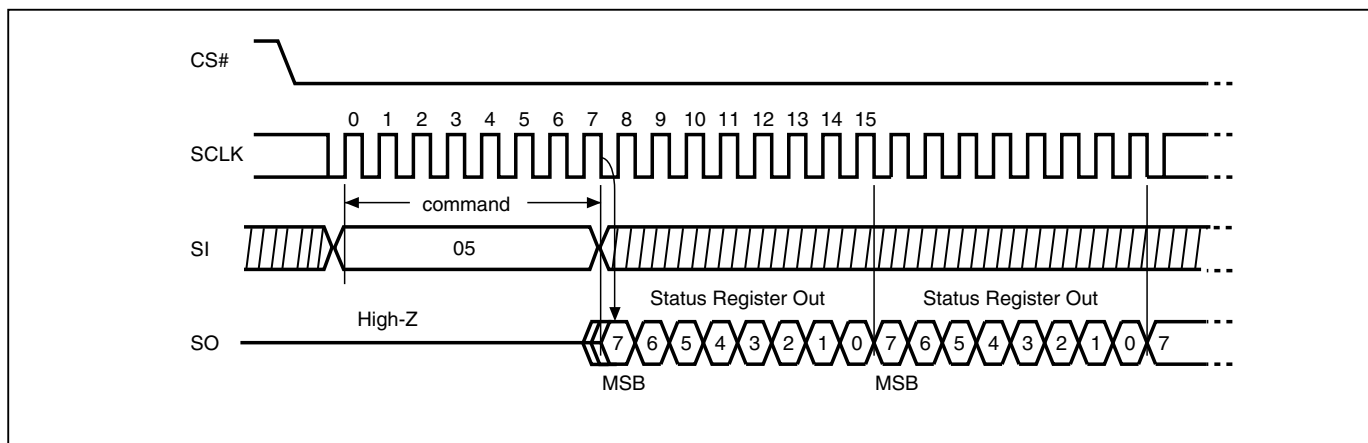 CS#
0 1 2 3 4 5 6 7 8 9 10 11 12 13 14 15
SCLK
command
SI
05
Status Register Out Status Register Out
High-Z
SO
7 6 5 4 3 2 1 0 7 6 5 4 3 2 1 0 7
MSB MSB